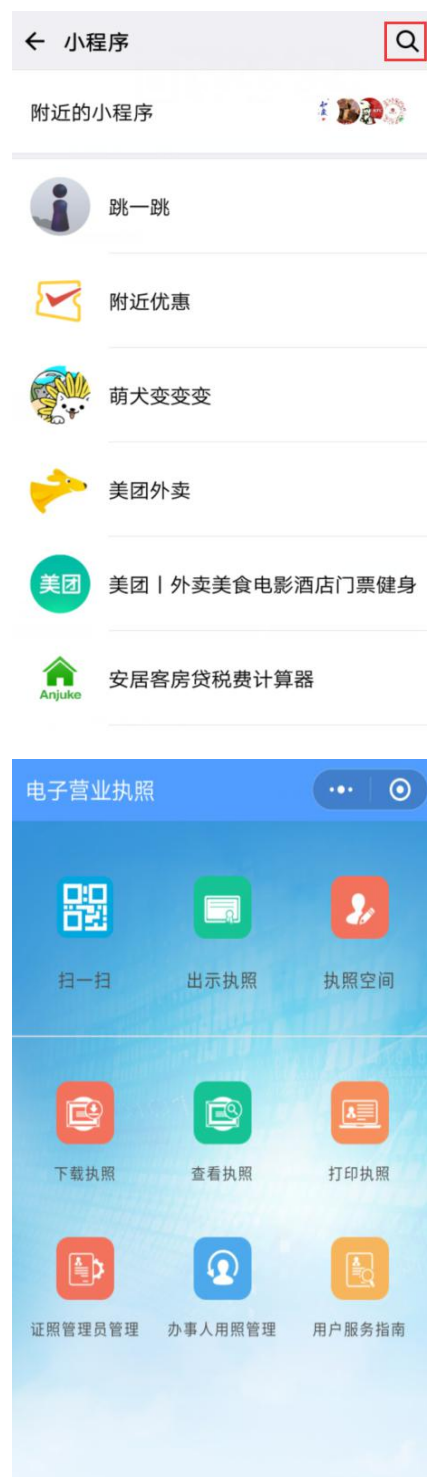 小程序
附近的小程序
跳一跳
附近优惠
萌犬变变变
美团外卖
美团
美团丨外卖美食电影酒店门票健身
Anjuke
安居客房贷税费计算器
电子营业执照
扫一扫 出示执照 执照空间
下载执照 查看执照 打印执照
证照管理员管理 办事人用照管理 用户服务指南